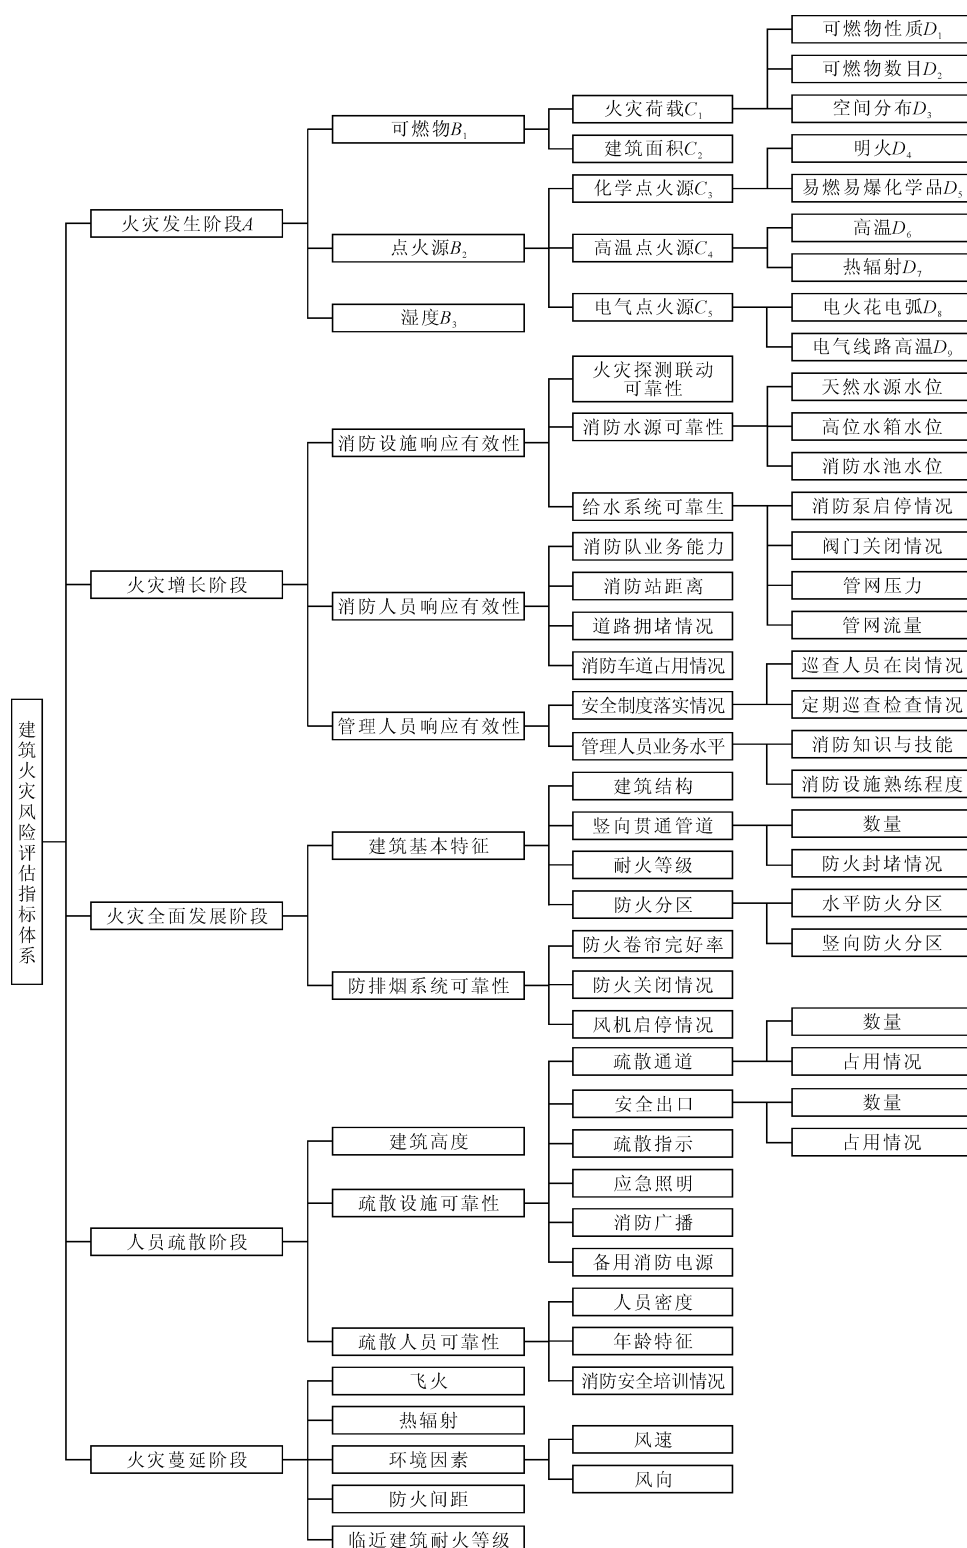 建筑火灾风险评估指标体系
火灾发生阶段A
可燃物B₁
火灾荷载C₁
可燃物性质D₁
可燃物数目D₂
空间分布D₃
建筑面积C₂
点火源B₂
化学点火源C₃
明火D₄
易燃易爆化学品D₅
高温点火源C₄
高温D₆
热辐射D₇
电气点火源C₅
电火花电弧D₈
电气线路高温D₉
湿度B₃
火灾增长阶段
消防设施响应有效性
火灾探测联动
可靠性
消防水源可靠性
天然水源水位
高位水箱水位
消防水池水位
给水系统可靠生
消防泵启停情况
阀门关闭情况
管网压力
管网流量
消防人员响应有效性
消防队业务能力
消防站距离
道路拥堵情况
消防车道占用情况
管理人员响应有效性
安全制度落实情况
巡查人员在岗情况
定期巡查检查情况
管理人员业务水平
消防知识与技能
消防设施熟练程度
火灾全面发展阶段
建筑基本特征
建筑结构
竖向贯通管道
数量
防火封堵情况
耐火等级
防火分区
水平防火分区
竖向防火分区
防排烟系统可靠性
防火卷帘完好率
防火关闭情况
风机启停情况
人员疏散阶段
建筑高度
疏散设施可靠性
疏散通道
数量
占用情况
安全出口
数量
占用情况
疏散指示
应急照明
消防广播
备用消防电源
疏散人员可靠性
人员密度
年龄特征
消防安全培训情况
火灾蔓延阶段
飞火
热辐射
环境因素
风速
风向
防火间距
临近建筑耐火等级